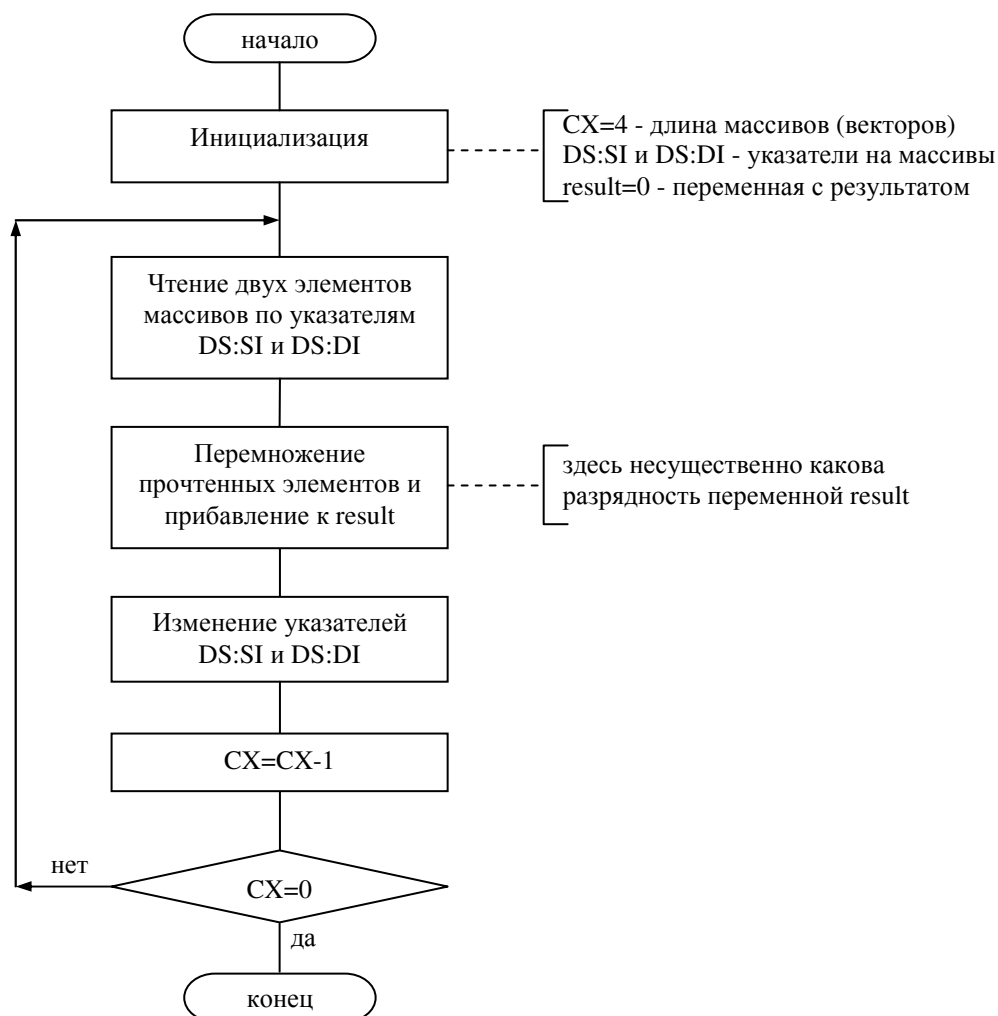 начало
Инициализация
CX=4 - длина массивов (векторов)
DS:SI и DS:DI - указатели на массивы
result=0 - переменная с результатом
Чтение двух элементов
массивов по указателям
DS:SI и DS:DI
Перемножение
прочтенных элементов и
прибавление к result
здесь несущественно какова
разрядность переменной result
Изменение указателей
DS:SI и DS:DI
CX=CX-1
нет
CX=0
да
конец